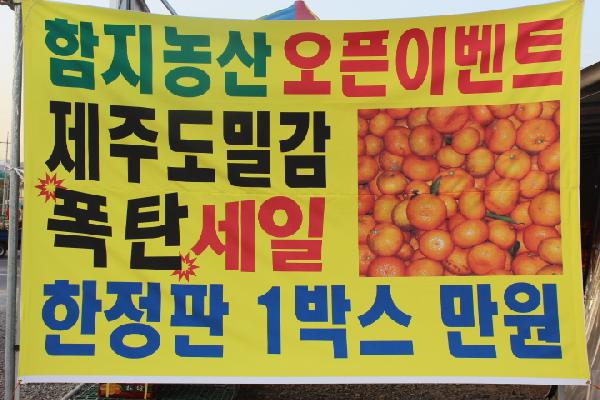 함지농산 오픈이벤트
제주도밀감
폭탄세일
한정판 1박스 만원